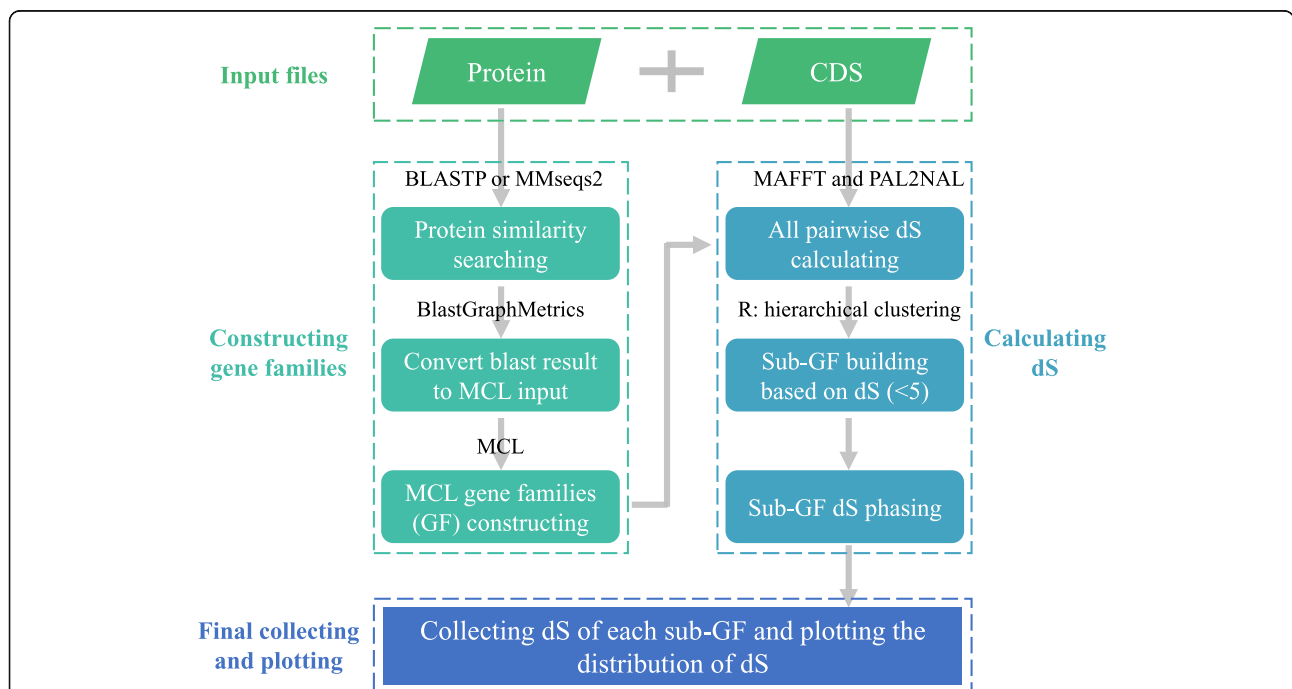 Input files
Protein
CDS
Constructing
gene families
BLASTP or MMseqs2
Protein similarity
searching
BlastGraphMetrics
Convert blast result
to MCL input
MCL
MCL gene families
(GF) constructing
MAFFT and PAL2NAL
All pairwise dS
calculating
R: hierarchical clustering
Sub-GF building
based on dS (<5)
Sub-GF dS phasing
Calculating
dS
Final collecting
and plotting
Collecting dS of each sub-GF and plotting the
distribution of dS